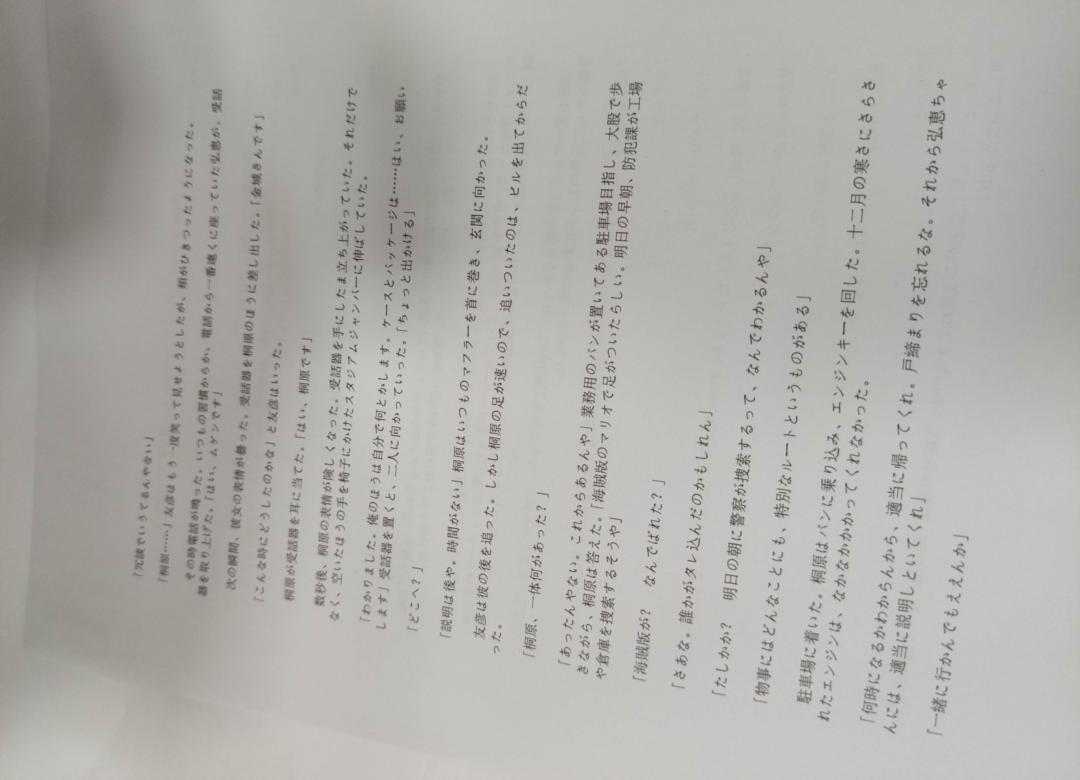 「冗談でいうてるんやない」
「桐原……」友彦はもう一度笑って見せようとしたが、頬がひきつったようになった。
その時電話が鳴った。いつもの習慣からか、電話から一番遠くに座っていた弘恵が、受話
器を取り上げた。「はい、ムゲンです」
次の瞬間、彼女の表情が曇った。受話器を桐原のほうに差し出した。「金城さんです」
「こんな時にどうしたのかな」と友彦はいった。
桐原が受話器を耳に当てた。「はい、桐原です」
数秒後、桐原の表情が険しくなった。受話器を手にしたま立ち上がっていた。それだけで
なく、空いたほうの手を椅子にかけたスタジアムジャンパーに伸ばしていた。
「わかりました。俺のほうは自分で何とかします。ケースとパッケージは……はい、お願い
します」受話器を置くと、二人に向かっていった。「ちょっと出かける」
「どこへ？」
「説明は後や。時間がない」桐原はいつものマフラーを首に巻き、玄関に向かった。
友彦は彼の後を追った。しかし桐原の足が速いので、追いついたのは、ビルを出てからだ
った。
「桐原、一体何があった？」
「あったんやない。これからあるんや」業務用のバンが置いてある駐車場目指し、大股で歩
きながら、桐原は答えた。「海賊版のマリオで足がついたらしい。明日の早朝、防犯課が工場
や倉庫を捜索するそうや」
「海賊版が？　なんでばれた？」
「さあな。誰かがタレ込んだのかもしれん」
「たしかか？　明日の朝に警察が捜索するって、なんでわかるんや」
「物事にはどんなことにも、特別なルートというものがある」
駐車場に着いた。桐原はバンに乗り込み、エンジンキーを回した。十二月の寒さにさらさ
れたエンジンは、なかなかかかってくれなかった。
「何時になるかわからんから、適当に帰ってくれ。戸締まりを忘れるな。それから弘恵ちゃ
んには、適当に説明しといてくれ」
「一緒に行かんでもええんか」